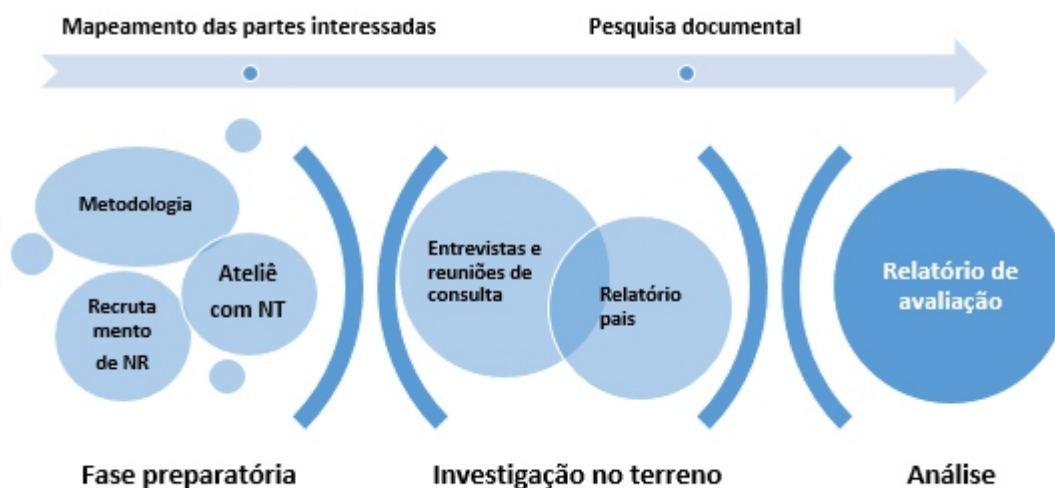 Mapeamento das partes interessadas
Pesquisa documental
Metodologia
Ateliê
com NT
Recruta
mento
de NR
Entrevistas e
reuniões de
consulta
Relatório
pais
Relatório de
avaliação
Fase preparatória
Investigação no terreno
Análise